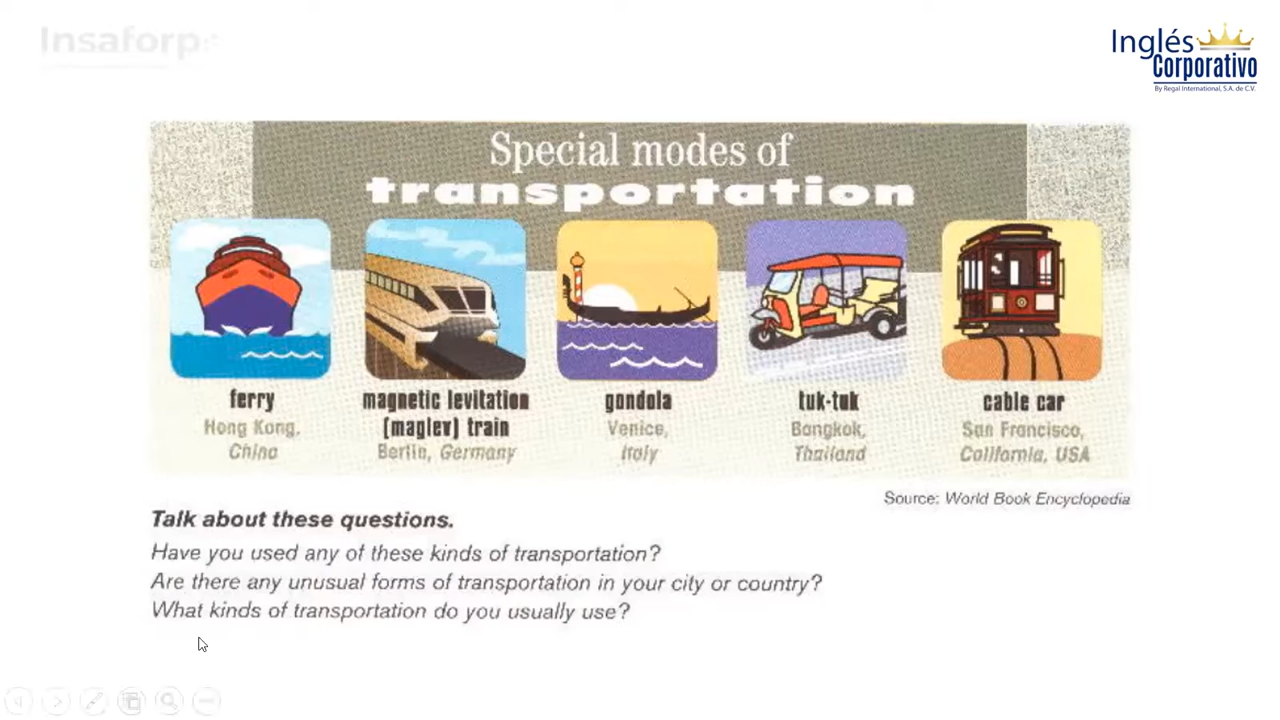 Insaforp
Inglés
Corporativo
By Regal International, S.A. de C.V.
Special modes of
transportation
ferry
Hong Kong,
China
magnetic levitation
(maglev) train
Berlin, Germany
gondola
Venice,
Italy
tuk-tuk
Bangkok,
Thailand
cable car
San Francisco,
California, USA
Source: World Book Encyclopedia
Talk about these questions.
Have you used any of these kinds of transportation?
Are there any unusual forms of transportation in your city or country?
What kinds of transportation do you usually use?